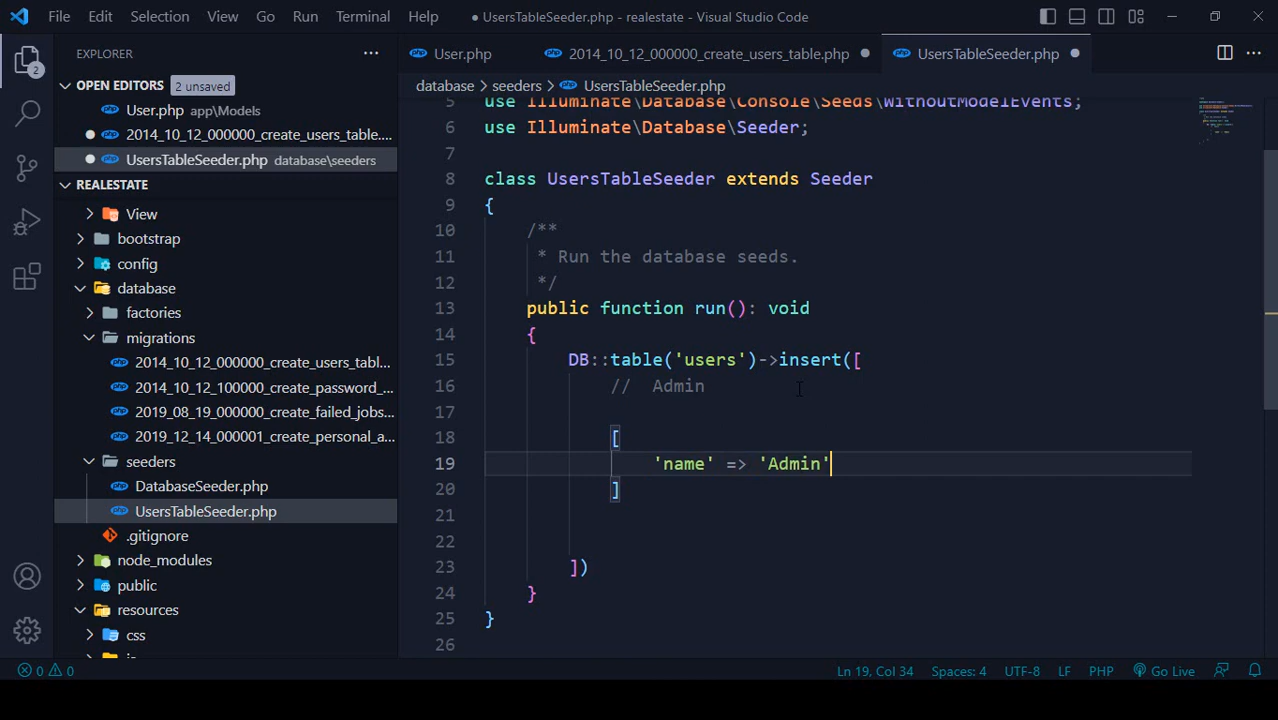 File Edit Selection View Go Run Terminal Help ● UsersTableSeeder.php - realestate - Visual Studio Code
EXPLORER ...
2
OPEN EDITORS 2 unsaved
User.php app\Models
2014_10_12_000000_create_users_table....
UsersTableSeeder.php database\seeders
REALESTATE
View
bootstrap
config
database
factories
migrations
2014_10_12_000000_create_users_tabl...
2014_10_12_100000_create_password_...
2019_08_19_000000_create_failed_jobs...
2019_12_14_000001_create_personal_a...
seeders
DatabaseSeeder.php
UsersTableSeeder.php
.gitignore
node_modules
public
resources
css
User.php 2014_10_12_000000_create_users_table.php ● UsersTableSeeder.php ●
database > seeders > UsersTableSeeder.php
5 use Illuminate\Database\Console\Seeds\WithoutModelEvents;
6 use Illuminate\Database\Seeder;
7
8 class UsersTableSeeder extends Seeder
9 {
10 /**
11 * Run the database seeds.
12 */
13 public function run(): void
14 {
15 DB::table('users')->insert([
16 //  Admin
17
18 [
19 'name' => 'Admin'
20 ]
21
22
23 ])
24 }
25 }
26
0 0 Ln 19, Col 34 Spaces: 4 UTF-8 LF PHP Go Live